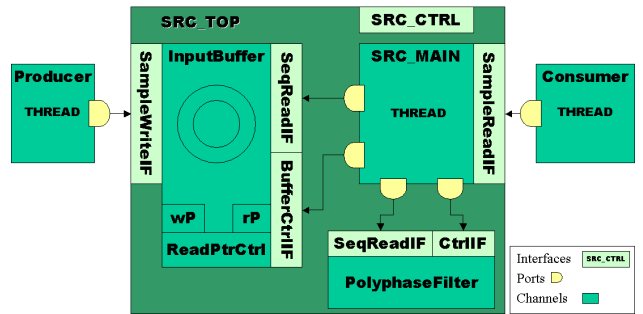 SRC_TOP
SRC_CTRL
Producer
THREAD
SampleWriteIF
InputBuffer
SeqReadIF
BufferCtrlIF
wP
rP
ReadPtrCtrl
SRC_MAIN
THREAD
SampleReadIF
Consumer
THREAD
SeqReadIF
CtrlIF
PolyphaseFilter
Interfaces SRC_CTRL
Ports
Channels